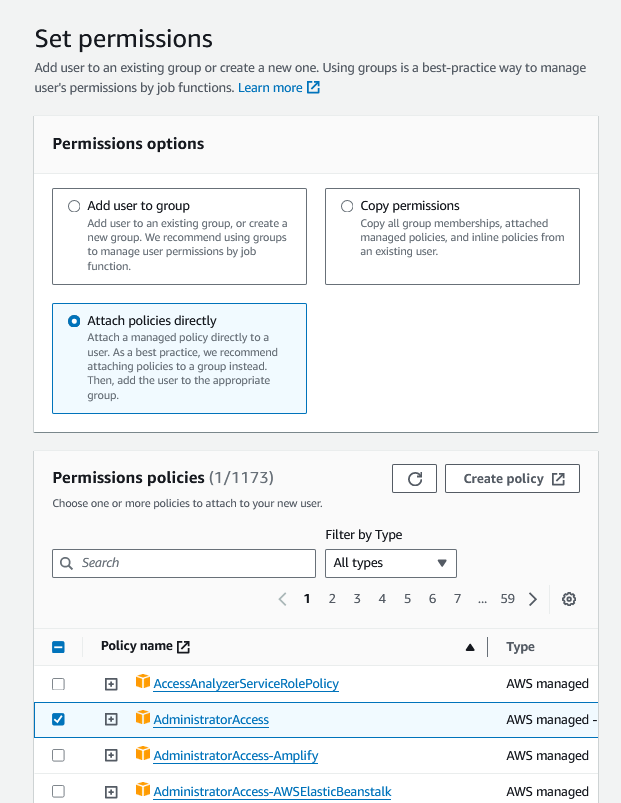 Set permissions
Add user to an existing group or create a new one. Using groups is a best-practice way to manage
user's permissions by job functions. Learn more
Permissions options
Add user to group
Add user to an existing group, or create a
new group. We recommend using groups
to manage user permissions by job
function.
Copy permissions
Copy all group memberships, attached
managed policies, and inline policies from
an existing user.
Attach policies directly
Attach a managed policy directly to a
user. As a best practice, we recommend
attaching policies to a group instead.
Then, add the user to the appropriate
group.
Permissions policies (1/1173)
Create policy
Choose one or more policies to attach to your new user.
Filter by Type
Search
All types
1 2 3 4 5 6 7 ... 59
Policy name Type
AccessAnalyzerServiceRolePolicy AWS managed
AdministratorAccess AWS managed -
AdministratorAccess-Amplify AWS managed
AdministratorAccess-AWSElasticBeanstalk AWS managed